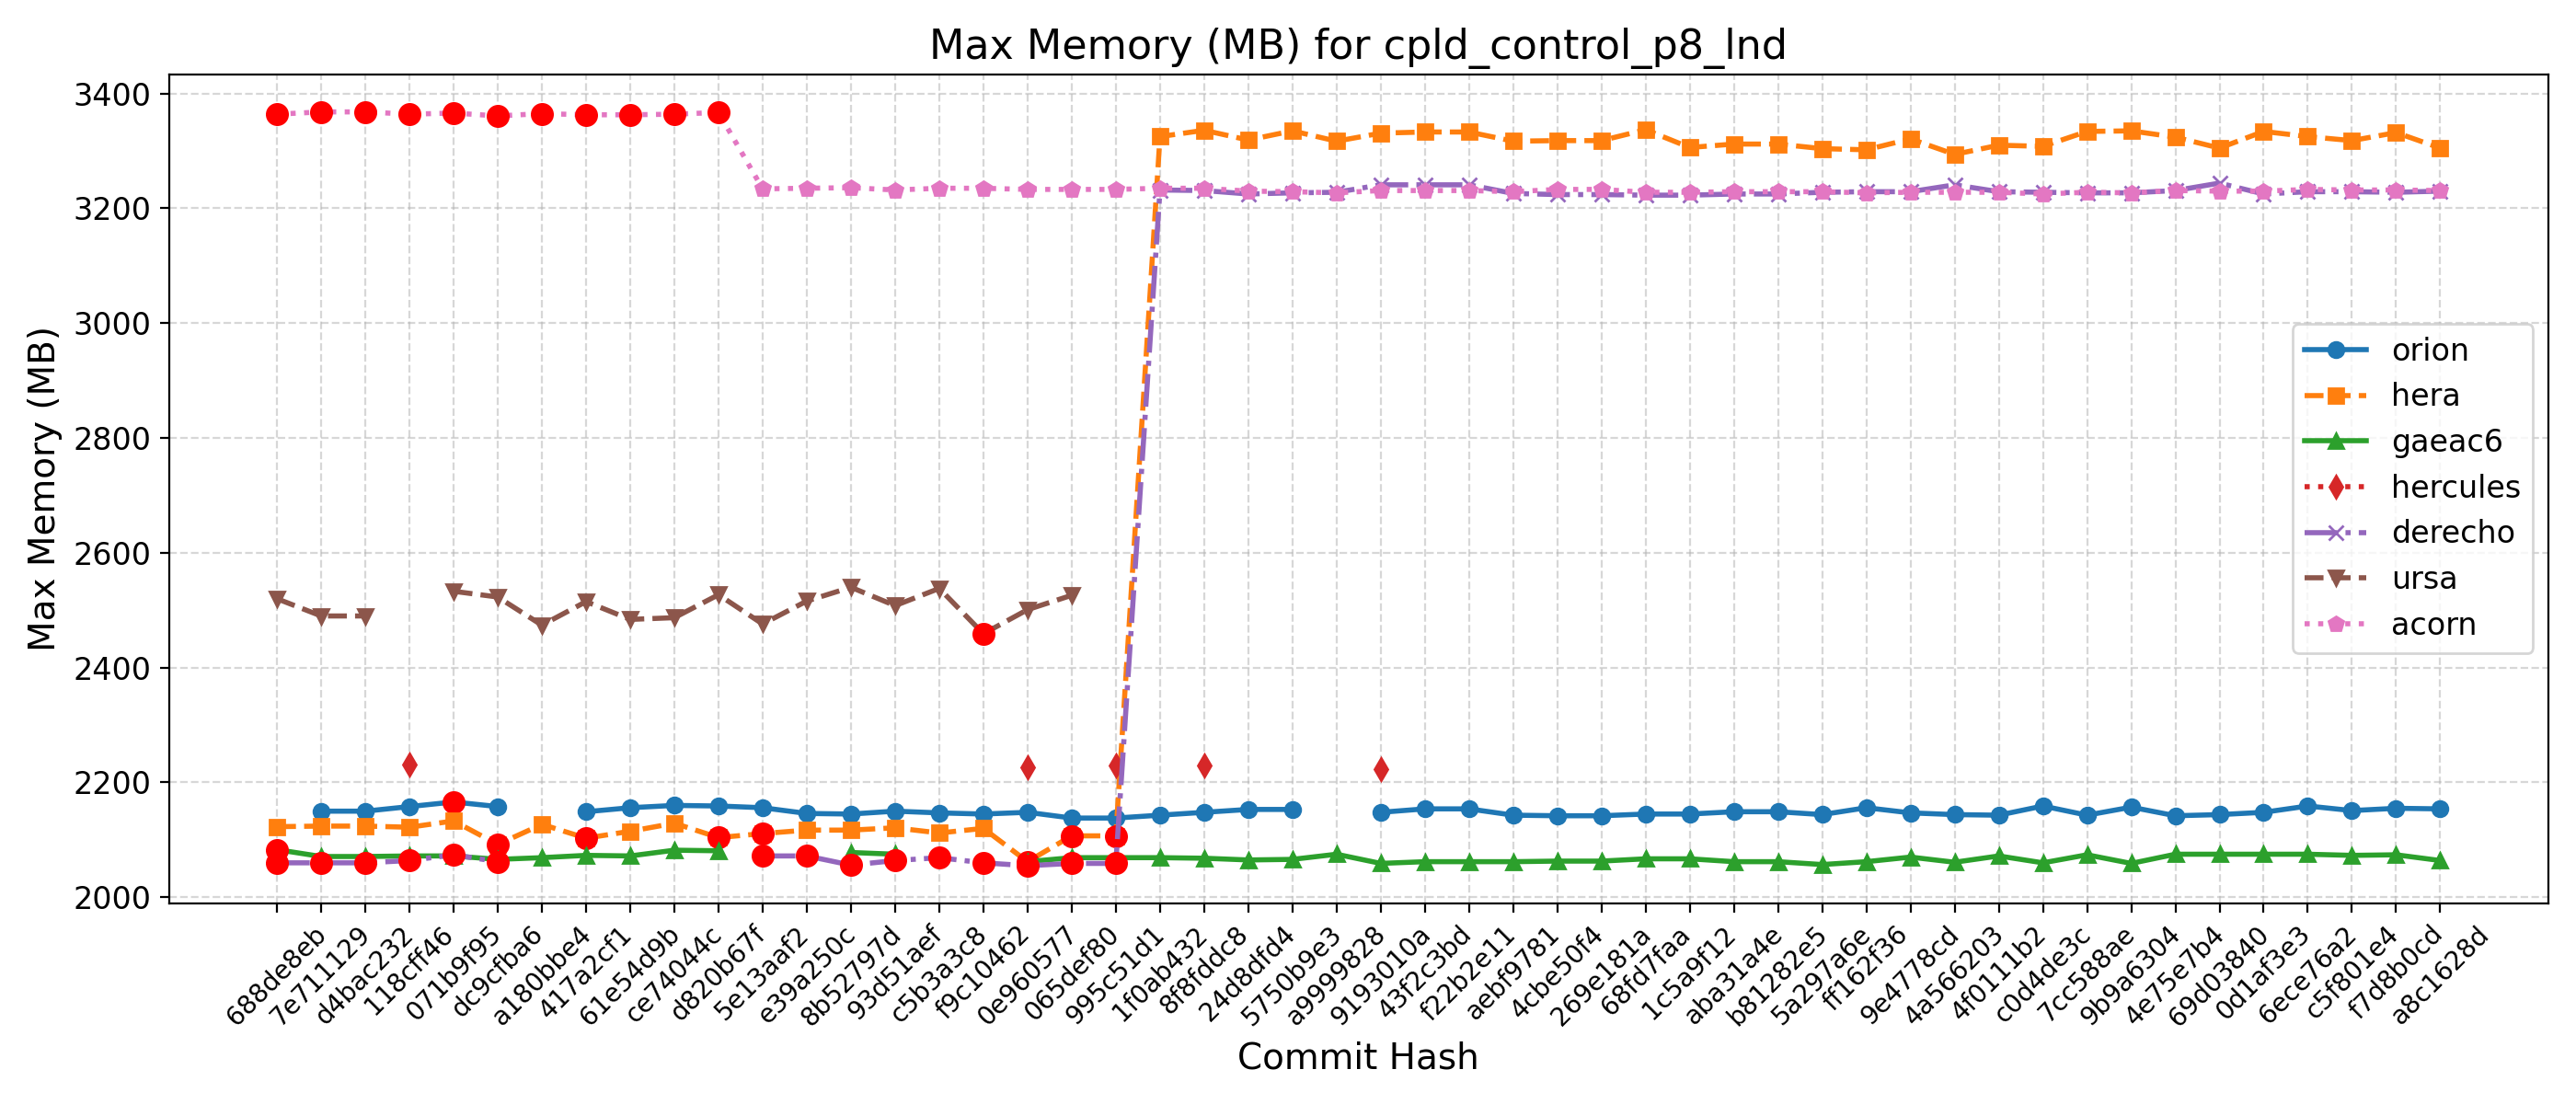 Max Memory (MB) for cpld_control_p8_lnd
Max Memory (MB)
3400
3200
3000
2800
2600
2400
2200
2000
orion
hera
gaeac6
hercules
derecho
ursa
acorn
688de8eb
7e711129
d4bac232
118cff46
071b9f95
dc9cfba6
a180bbe4
417a2cf1
61e54d9b
ce74044c
d820b67f
5e13aaf2
e39a250c
8b52797d
93d51aef
c5b3a3c8
f9c10462
0e960577
065def80
995c51d1
1f0ab432
8f8fddc8
24d8dfd4
5750b9e3
a9999828
9193010a
43f2c3bd
f22b2e11
aebf9781
4cbe50f4
269e181a
68fd7faa
1c5a9f12
aba31a4e
b81282e5
5a297a6e
ff162f36
9e4778cd
4a566203
4f0111b2
c0d4de3c
7cc588ae
9b9a6304
4e75e7b4
69d03840
0d1af3e3
6ece76a2
c5f801e4
f7d8b0cd
a8c1628d
Commit Hash